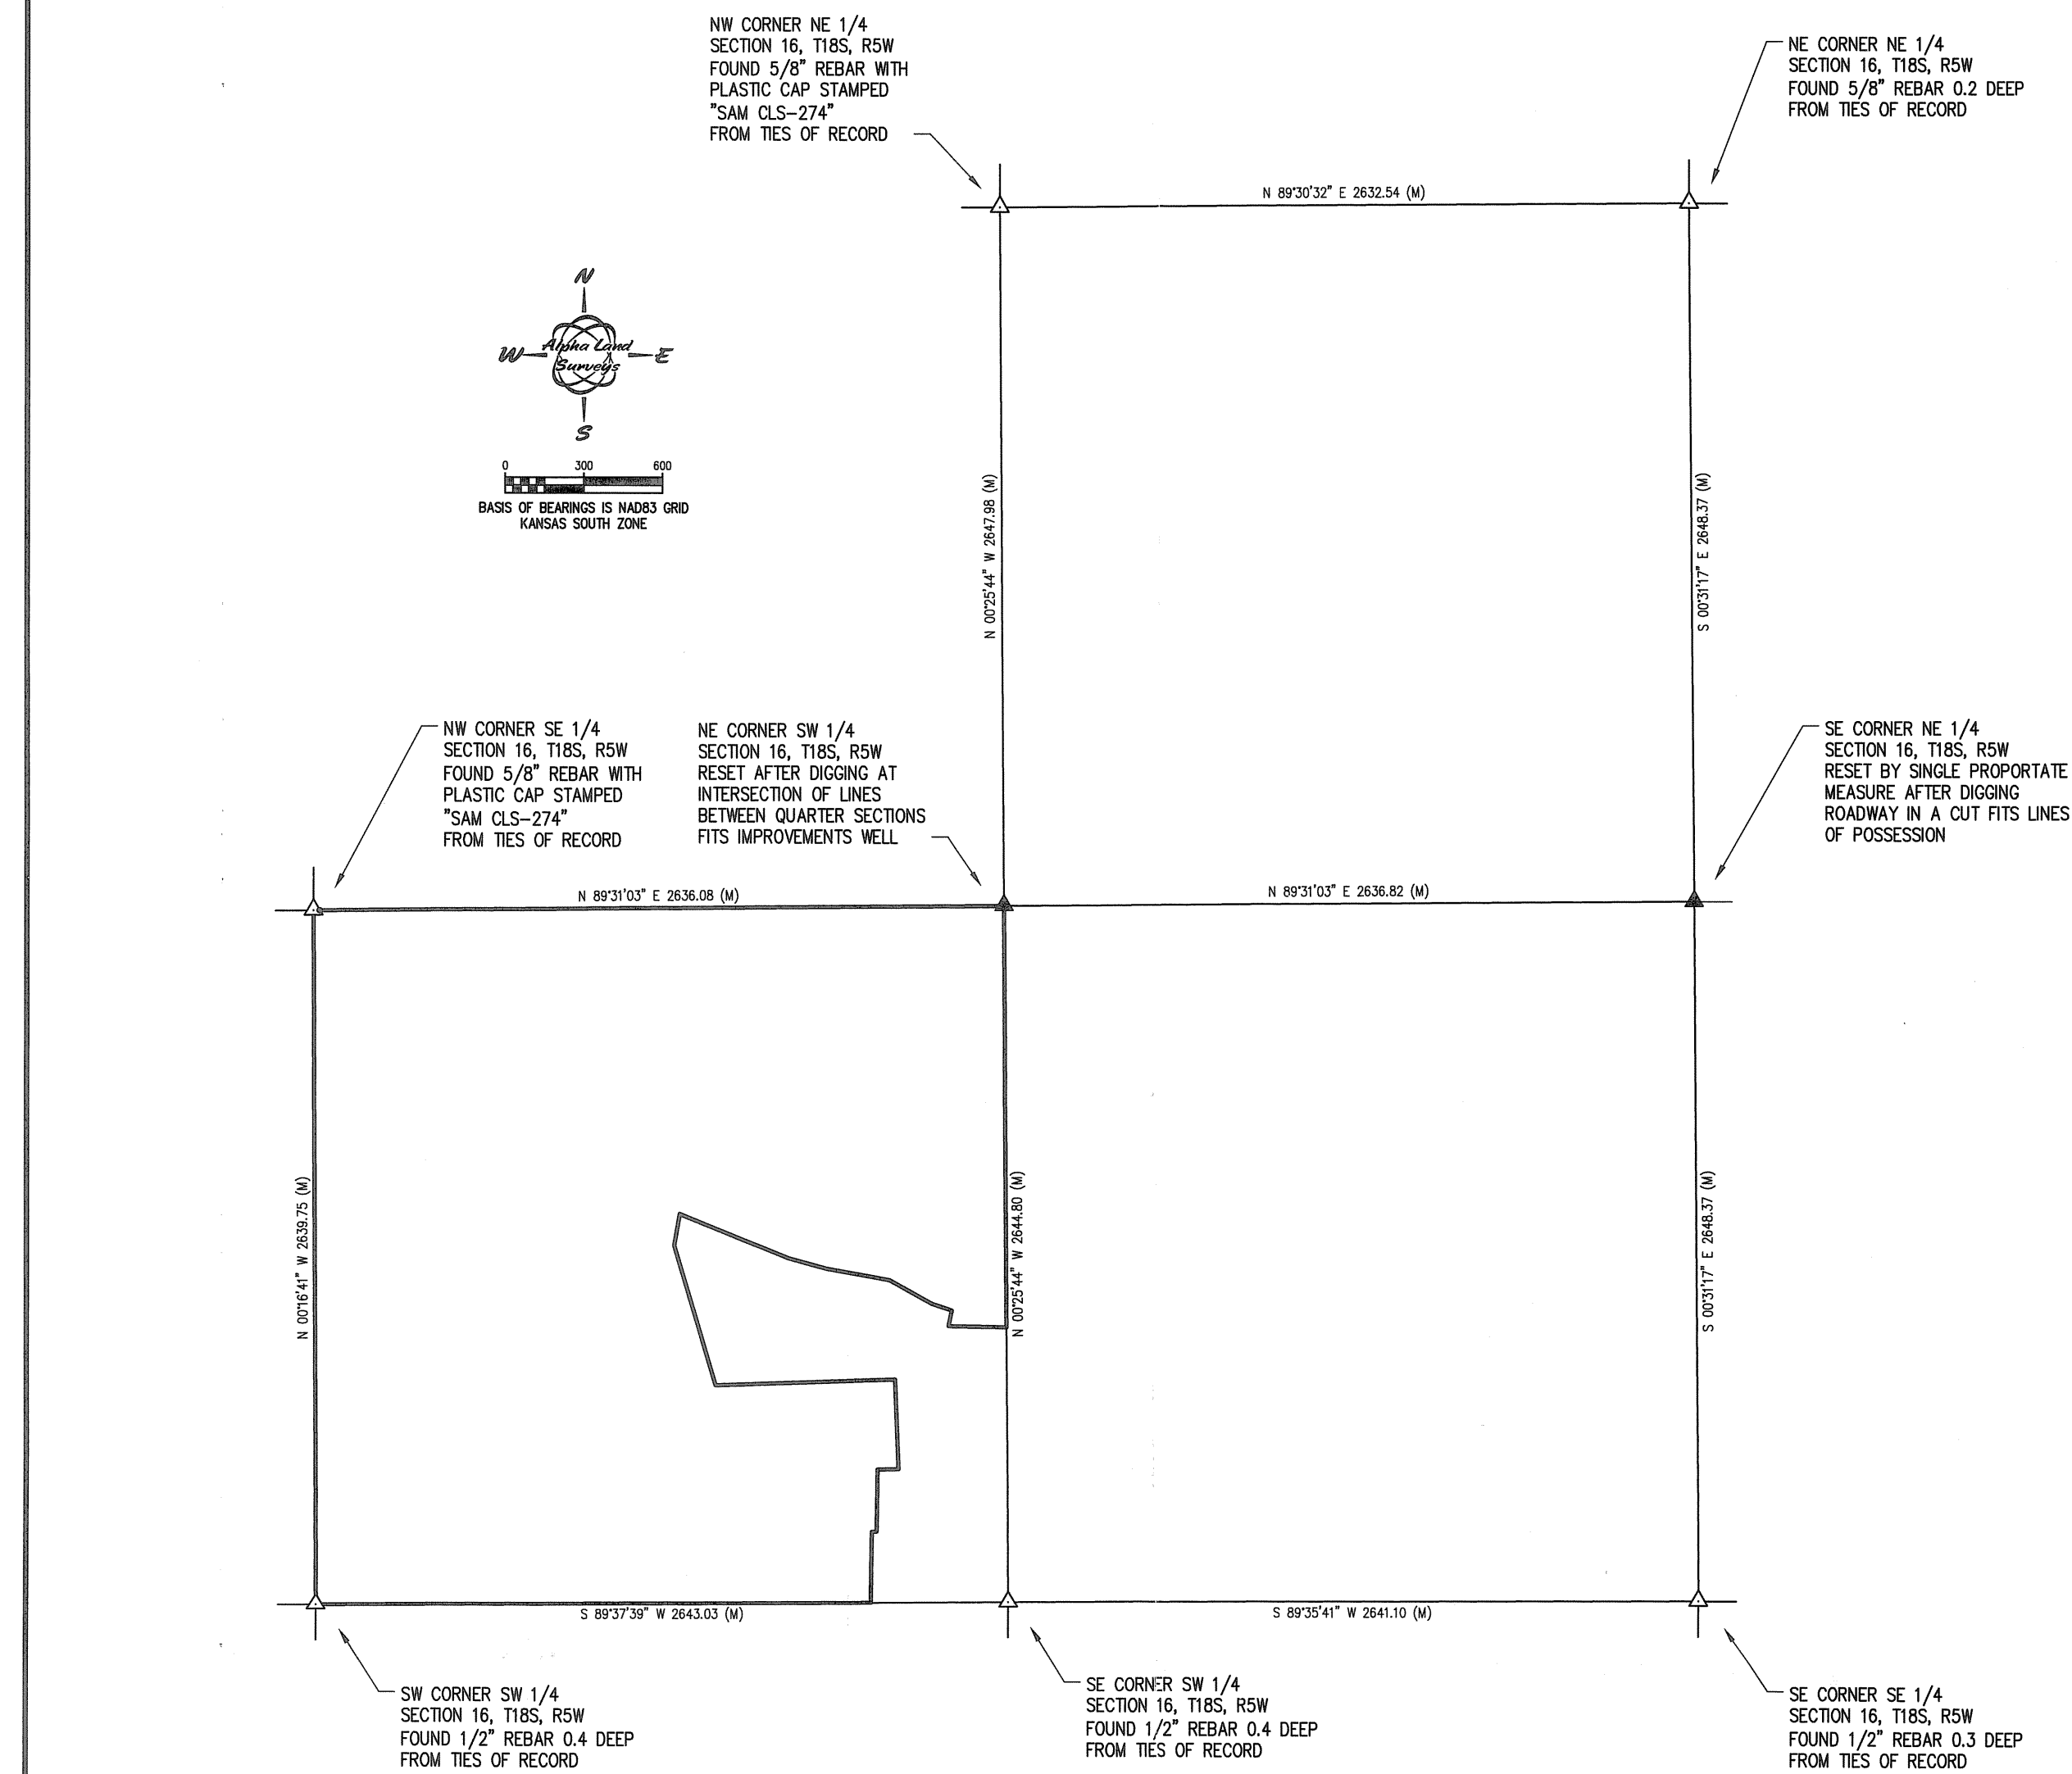 NW CORNER NE 1/4
SECTION 16, T18S, R5W
FOUND 5/8" REBAR WITH
PLASTIC CAP STAMPED
"SAM CLS-274"
FROM TIES OF RECORD
NE CORNER NE 1/4
SECTION 16, T18S, R5W
FOUND 5/8" REBAR 0.2 DEEP
FROM TIES OF RECORD
N 89°30'32" E 2632.54 (M)
N
W
Alpha Land
Surveys
E
S
0 300 600
BASIS OF BEARINGS IS NAD83 GRID
KANSAS SOUTH ZONE
N 00°25'44" W 2647.98 (M)
S 00°31'17" E 2648.37 (M)
NW CORNER SE 1/4
SECTION 16, T18S, R5W
FOUND 5/8" REBAR WITH
PLASTIC CAP STAMPED
"SAM CLS-274"
FROM TIES OF RECORD
NE CORNER SW 1/4
SECTION 16, T18S, R5W
RESET AFTER DIGGING AT
INTERSECTION OF LINES
BETWEEN QUARTER SECTIONS
FITS IMPROVEMENTS WELL
SE CORNER NE 1/4
SECTION 16, T18S, R5W
RESET BY SINGLE PROPORTATE
MEASURE AFTER DIGGING
ROADWAY IN A CUT FITS LINES
OF POSSESSION
N 89°31'03" E 2636.08 (M)
N 89°31'03" E 2636.82 (M)
N 00°16'41" W 2639.75 (M)
N 00°25'44" W 2644.80 (M)
S 00°31'17" E 2648.37 (M)
S 89°37'39" W 2643.03 (M)
S 89°35'41" W 2641.10 (M)
SW CORNER SW 1/4
SECTION 16, T18S, R5W
FOUND 1/2" REBAR 0.4 DEEP
FROM TIES OF RECORD
SE CORNER SW 1/4
SECTION 16, T18S, R5W
FOUND 1/2" REBAR 0.4 DEEP
FROM TIES OF RECORD
SE CORNER SE 1/4
SECTION 16, T18S, R5W
FOUND 1/2" REBAR 0.3 DEEP
FROM TIES OF RECORD